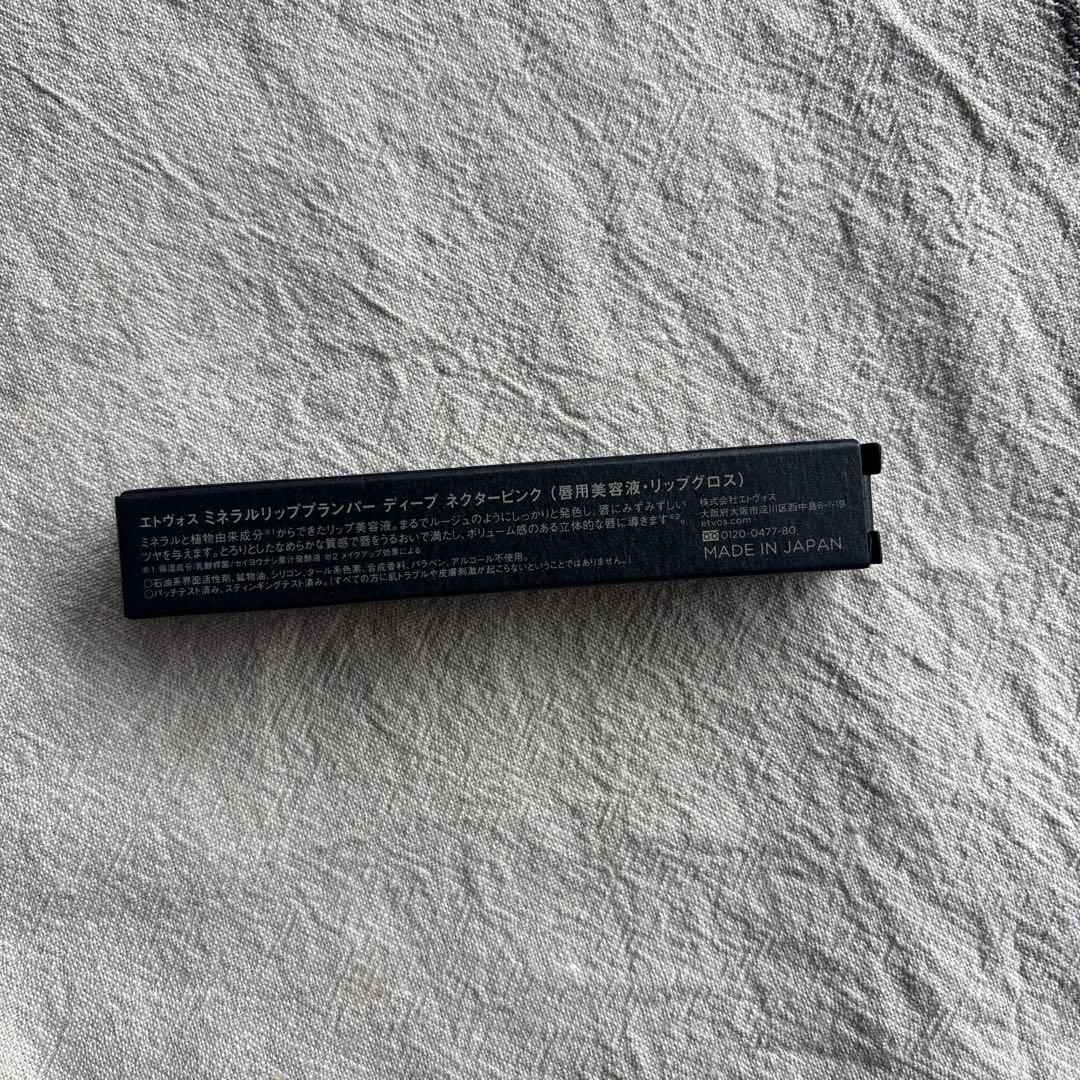 エトヴォス ミネラルリッププランパー ディープ ネクターピンク（唇用美容液・リップグロス）
ミネラルと植物由来成分※1からできたリップ美容液。まるでルージュのようにしっかりと発色し、唇にみずみずしい
ツヤを与えます。とろりとしたなめらかな質感で唇をうるおいで満たし、ボリューム感のある立体的な唇に導きます※2。
※1 保湿成分:乳酸桿菌/セイヨウナシ果汁発酵液 ※2 メイクアップ効果による
○石油系界面活性剤、鉱物油、シリコン、タール系色素、合成香料、パラベン、アルコール不使用。
○パッチテスト済み、スティンギングテスト済み。(すべての方に肌トラブルや皮膚刺激が起こらないということではありません。)
株式会社エトヴォス
大阪府大阪市淀川区西中島6-1-19
etvos.com
0120-0477-80
MADE IN JAPAN